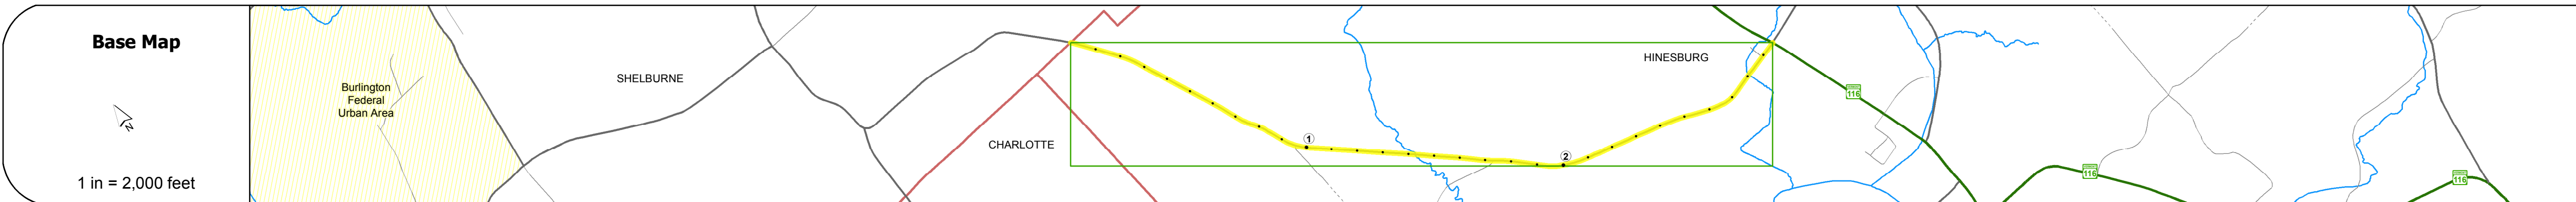 Base Map
N
1 in = 2,000 feet
Burlington
Federal
Urban Area
SHELBURNE
CHARLOTTE
1
2
HINESBURG
116
116
116